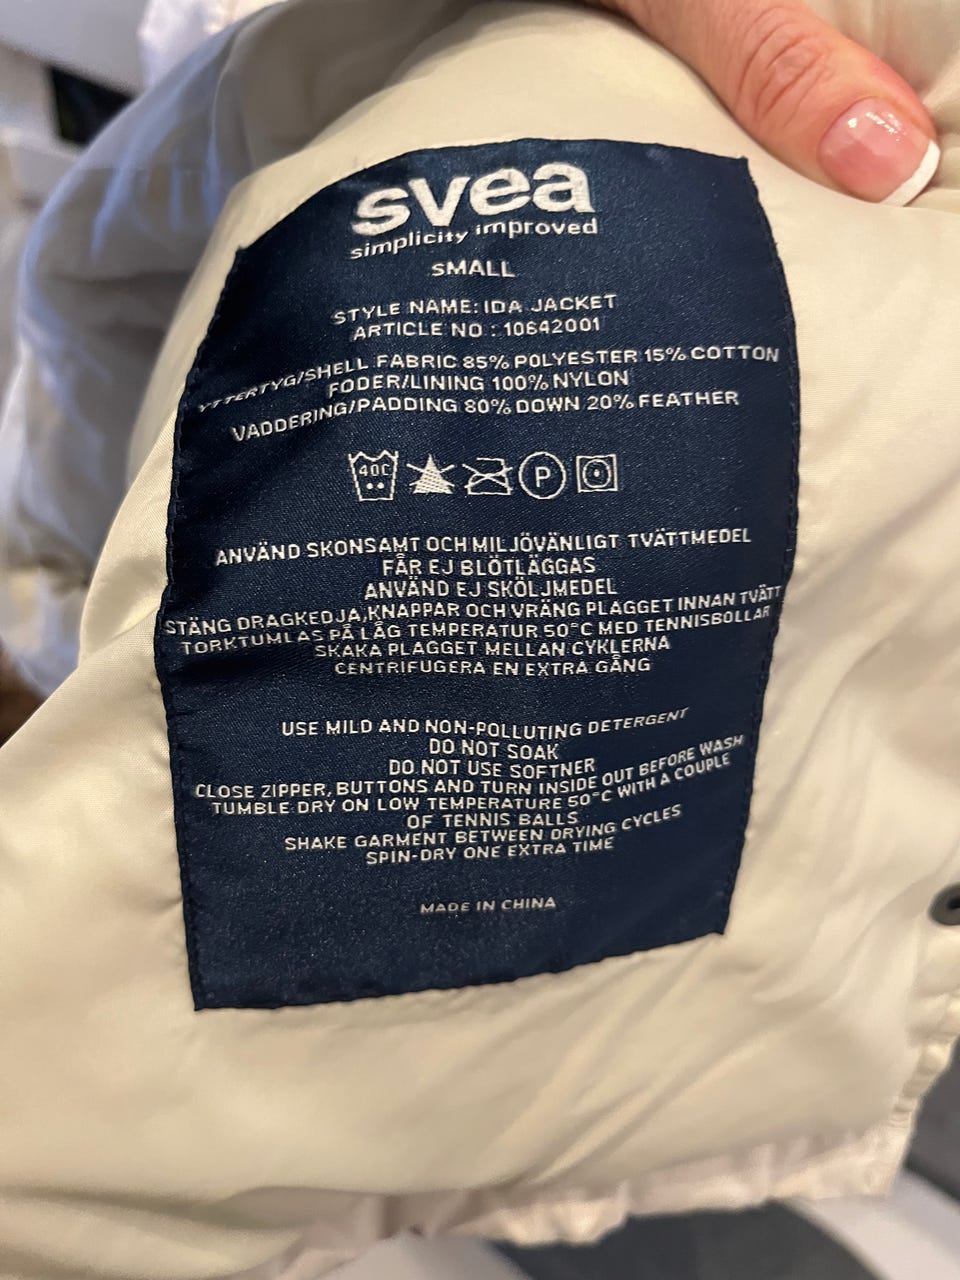 svea
simplicity improved
SMALL
STYLE NAME: IDA JACKET
ARTICLE NO : 10642001
YTTERTYG/SHELL FABRIC 85% POLYESTER 15% COTTON
FODER/LINING 100% NYLON
VADDERING/PADDING 80% DOWN 20% FEATHER
40C P
ANVÄND SKONSAMT OCH MILJÖVÄNLIGT TVÄTTMEDEL
FÅR EJ BLÖTLÄGGAS
ANVÄND EJ SKÖLJMEDEL
STÄNG DRAGKEDJA,KNAPPAR OCH VRÄNG PLAGGET INNAN TVÄTT
TORKTUMLAS PÅ LÅG TEMPERATUR 50°C MED TENNISBOLLAR
SKAKA PLAGGET MELLAN CYKLERNA
CENTRIFUGERA EN EXTRA GÅNG
USE MILD AND NON-POLLUTING DETERGENT
DO NOT SOAK
DO NOT USE SOFTNER
CLOSE ZIPPER, BUTTONS AND TURN INSIDE OUT BEFORE WASH
TUMBLE DRY ON LOW TEMPERATURE 50°C WITH A COUPLE
OF TENNIS BALLS
SHAKE GARMENT BETWEEN DRYING CYCLES
SPIN-DRY ONE EXTRA TIME
MADE IN CHINA